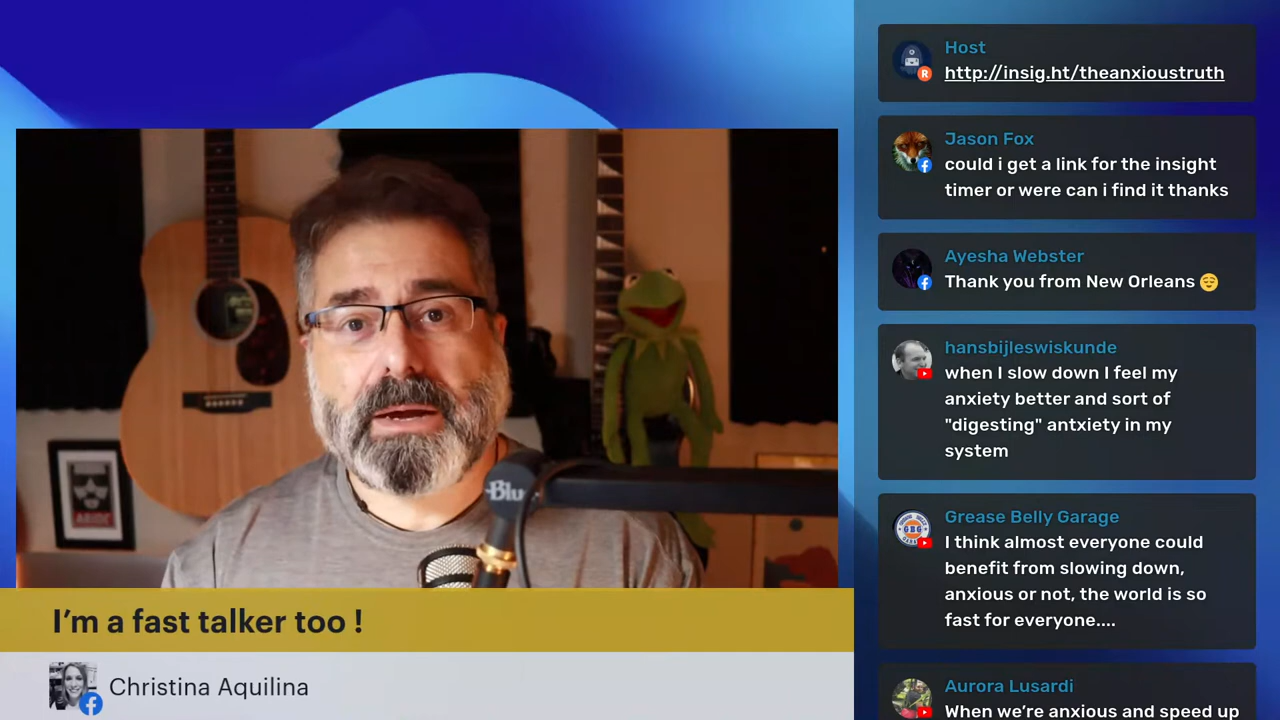 Host
http://insig.ht/theanxioustruth
Jason Fox
could i get a link for the insight
timer or were can i find it thanks
Ayesha Webster
Thank you from New Orleans 😌
hansbijleswiskunde
when I slow down I feel my
anxiety better and sort of
"digesting" antxiety in my
system
Grease Belly Garage
I think almost everyone could
benefit from slowing down,
anxious or not, the world is so
fast for everyone....
Aurora Lusardi
When we're anxious and speed up
Blue
I'm a fast talker too !
Christina Aquilina